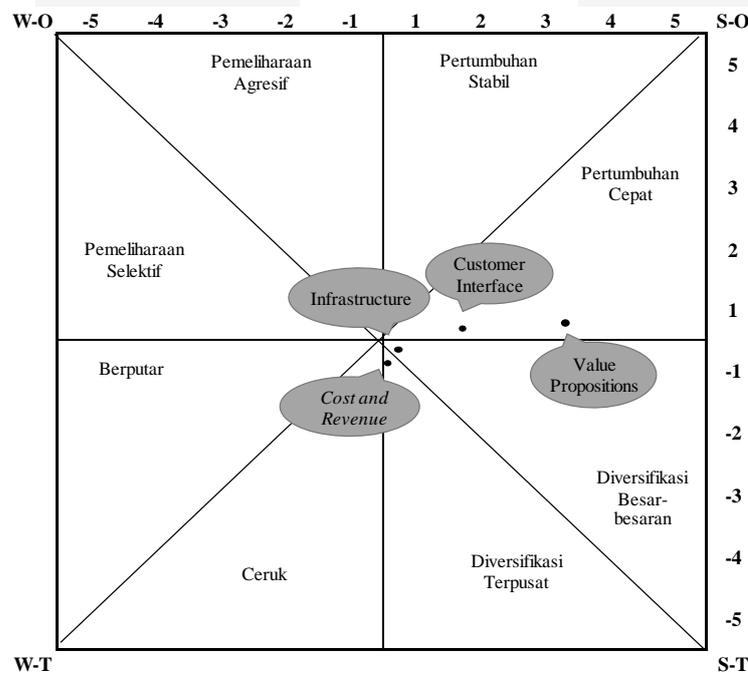 W-O -5 -4 -3 -1 1 2 3 4 5 S-O
Pemeliharaan
Agresif
Pertumbuhan
Stabil
5
4
Pertumbuhan
Cepat
3
Pemeliharaan
Selektif
2
Customer
Interface
Infrastructure
1
Berputar
-1
Value
Propositions
Cost and
Revenue
-2
Diversifikasi
Besar-
besaran
-3
Ceruk
Diversifikasi
Terpusat
-4
-5
W-T S-T